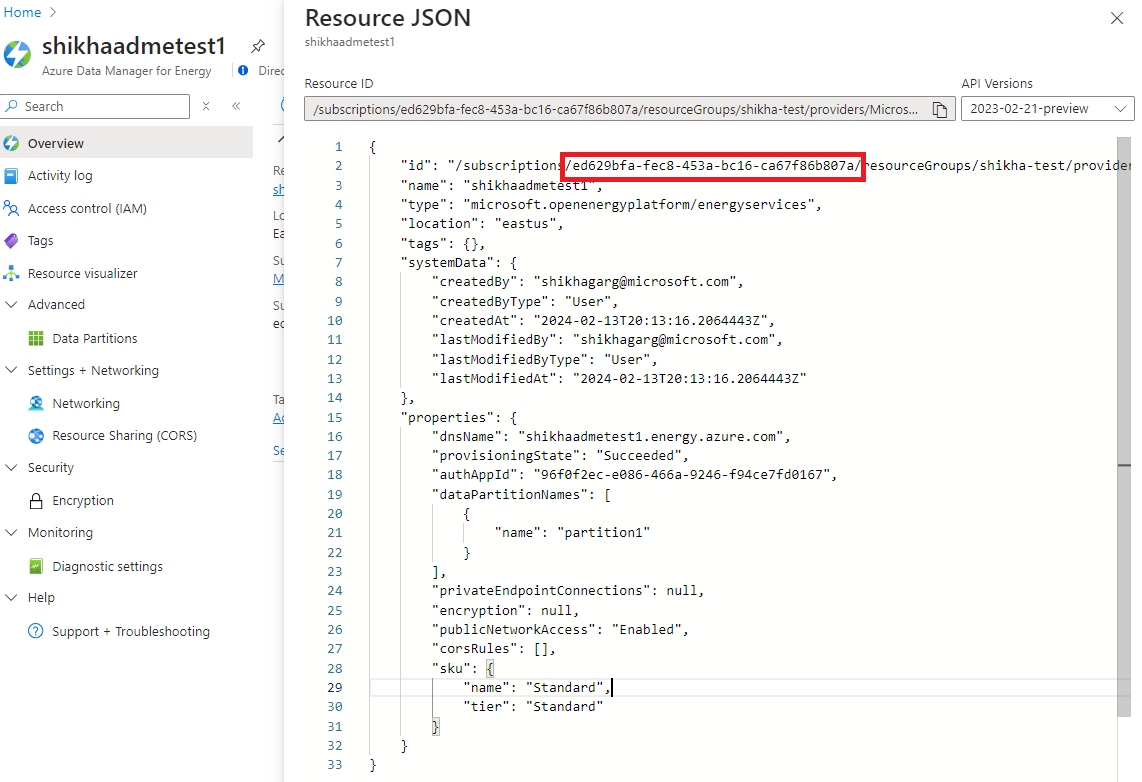 Home
shikhaadmetest1
Azure Data Manager for Energy
Direc
Search
Overview
Activity log
Access control (IAM)
Tags
Resource visualizer
Advanced
Data Partitions
Settings + Networking
Networking
Resource Sharing (CORS)
Security
Encryption
Monitoring
Diagnostic settings
Help
Support + Troubleshooting
Re
sh
Lo
Ea
Su
M
Su
ed
Ta
Ac
Se
Resource JSON
shikhaadmetest1
Resource ID
/subscriptions/ed629bfa-fec8-453a-bc16-ca67f86b807a/resourceGroups/shikha-test/providers/Micros...
API Versions
2023-02-21-preview
1 {
2 "id": "/subscriptions/ed629bfa-fec8-453a-bc16-ca67f86b807a/resourceGroups/shikha-test/provider
3 "name": "shikhaadmetest1",
4 "type": "microsoft.openenergyplatform/energyservices",
5 "location": "eastus",
6 "tags": {},
7 "systemData": {
8 "createdBy": "shikhagarg@microsoft.com",
9 "createdByType": "User",
10 "createdAt": "2024-02-13T20:13:16.2064443Z",
11 "lastModifiedBy": "shikhagarg@microsoft.com",
12 "lastModifiedByType": "User",
13 "lastModifiedAt": "2024-02-13T20:13:16.2064443Z"
14 },
15 "properties": {
16 "dnsName": "shikhaadmetest1.energy.azure.com",
17 "provisioningState": "Succeeded",
18 "authAppId": "96f0f2ec-e086-466a-9246-f94ce7fd0167",
19 "dataPartitionNames": [
20 {
21 "name": "partition1"
22 }
23 ],
24 "privateEndpointConnections": null,
25 "encryption": null,
26 "publicNetworkAccess": "Enabled",
27 "corsRules": [],
28 "sku": {
29 "name": "Standard",
30 "tier": "Standard"
31 }
32 }
33 }